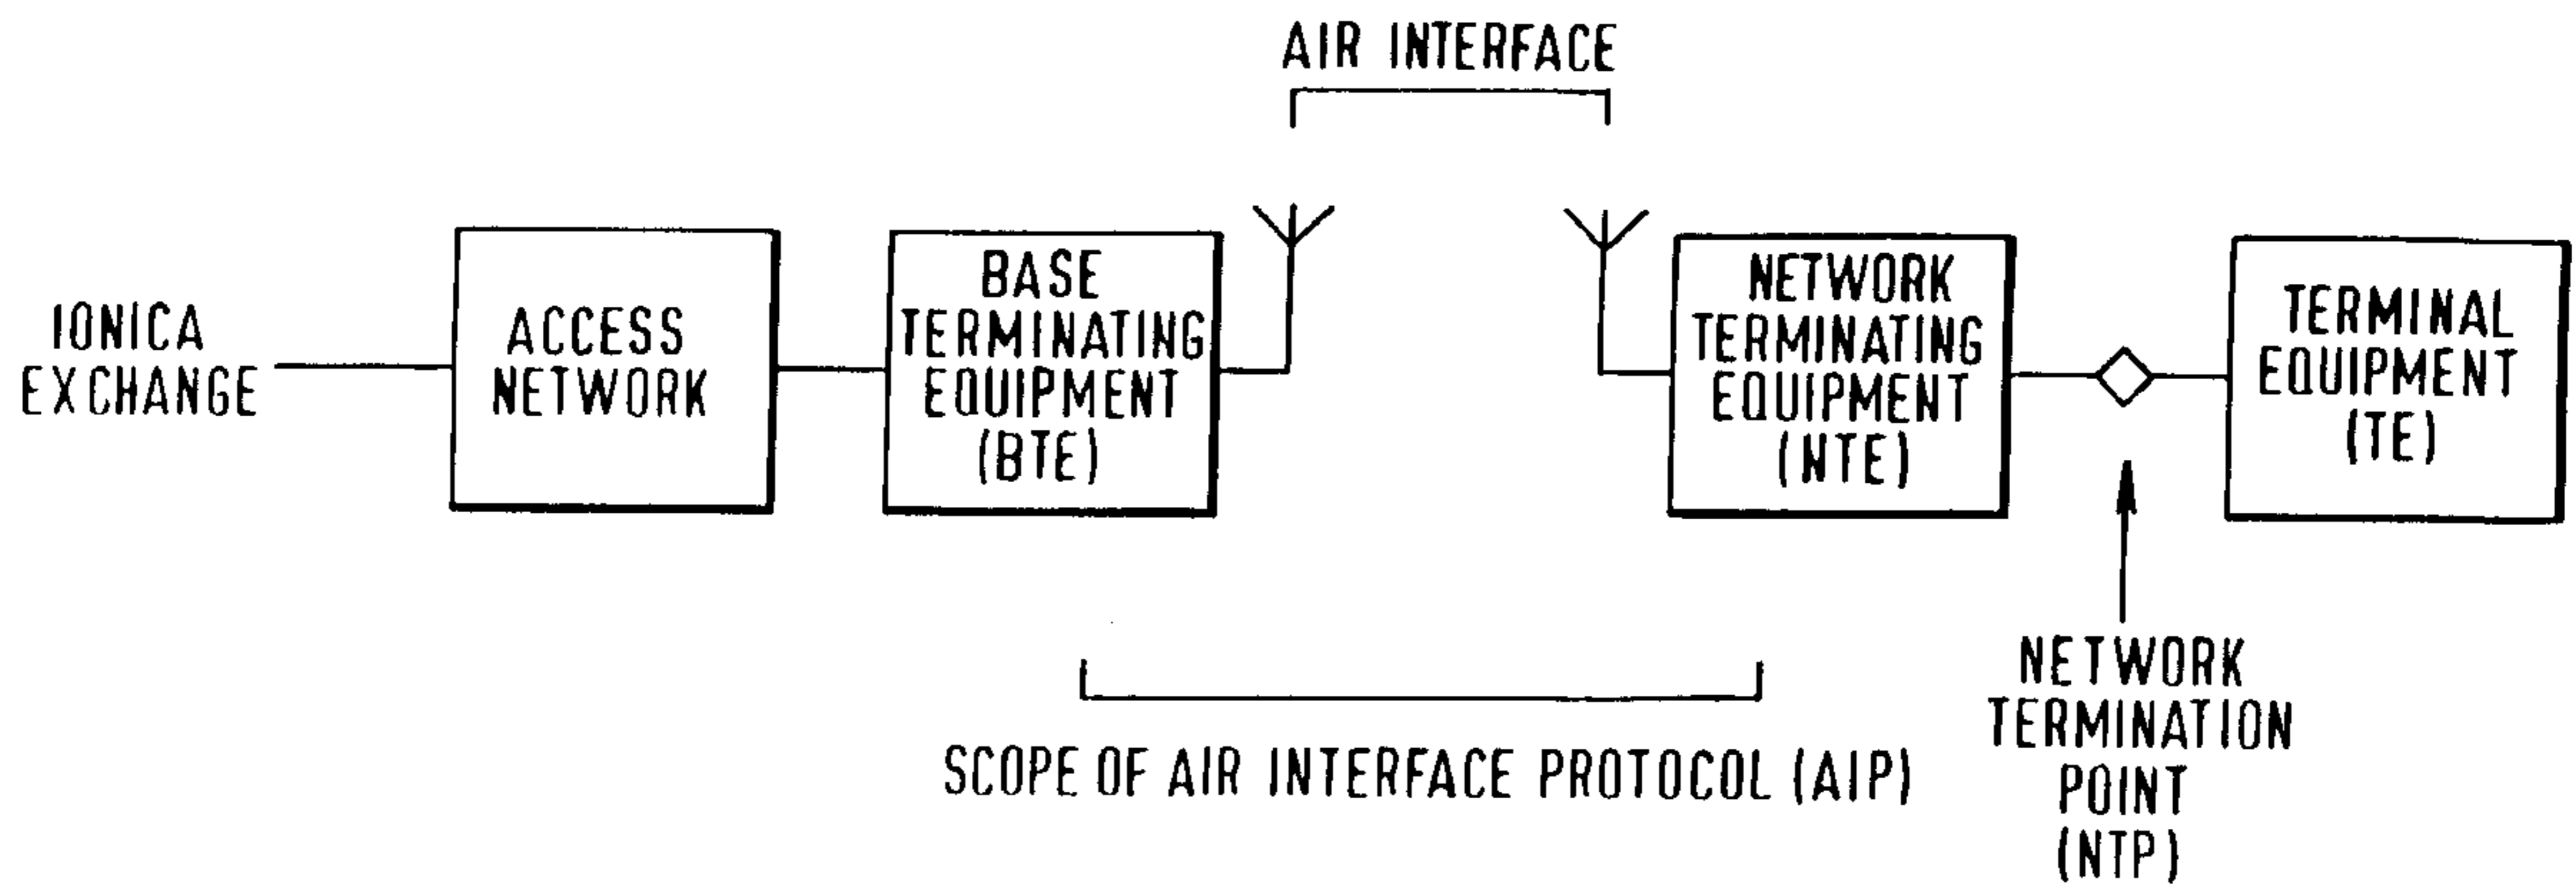 AIR INTERFACE
IONICA
EXCHANGE
ACCESS
NETWORK
BASE
TERMINATING
EQUIPMENT
(BTE)
NETWORK
TERMINATING
EQUIPMENT
(NTE)
TERMINAL
EQUIPMENT
(TE)
SCOPE OF AIR INTERFACE PROTOCOL (AIP)
NETWORK
TERMINATION
POINT
(NTP)